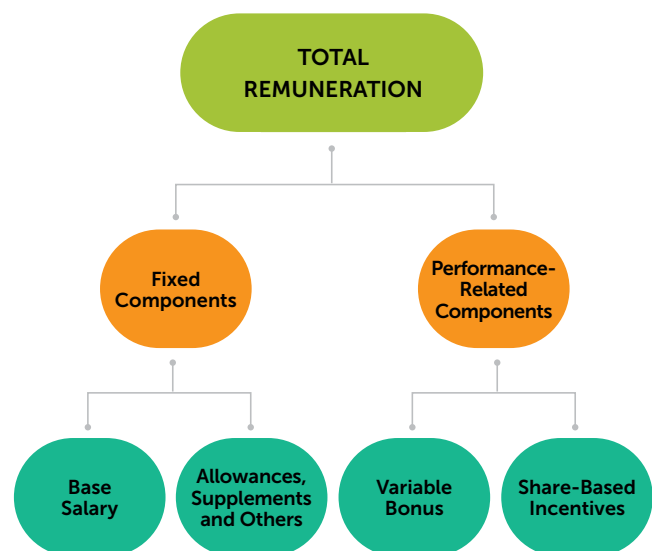 TOTAL
REMUNERATION
Fixed
Components
Performance-
Related
Components
Base
Salary
Allowances,
Supplements
and Others
Variable
Bonus
Share-Based
Incentives